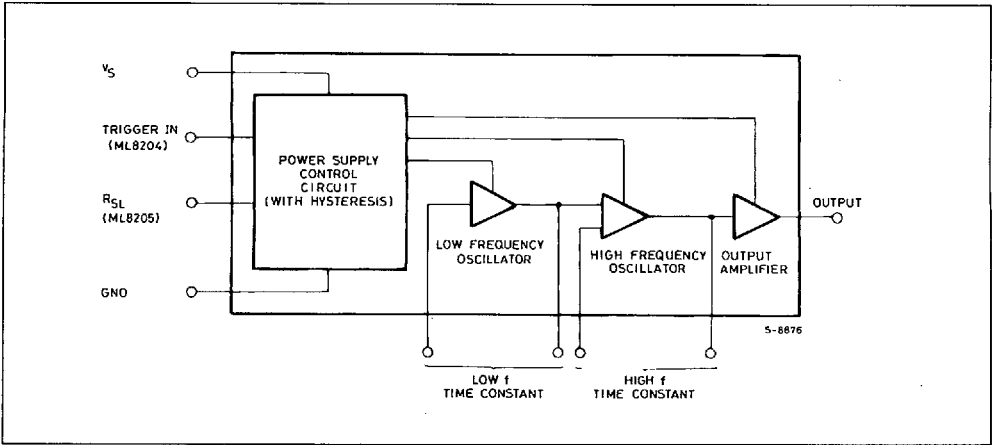 VS
TRIGGER IN
(ML8204)
RSL
(ML8205)
GND
POWER SUPPLY
CONTROL
CIRCUIT
(WITH HYSTERESIS)
LOW FREQUENCY
OSCILLATOR
HIGH FREQUENCY
OSCILLATOR
OUTPUT
AMPLIFIER
OUTPUT
S-8876
LOW f
TIME CONSTANT
HIGH f
TIME CONSTANT